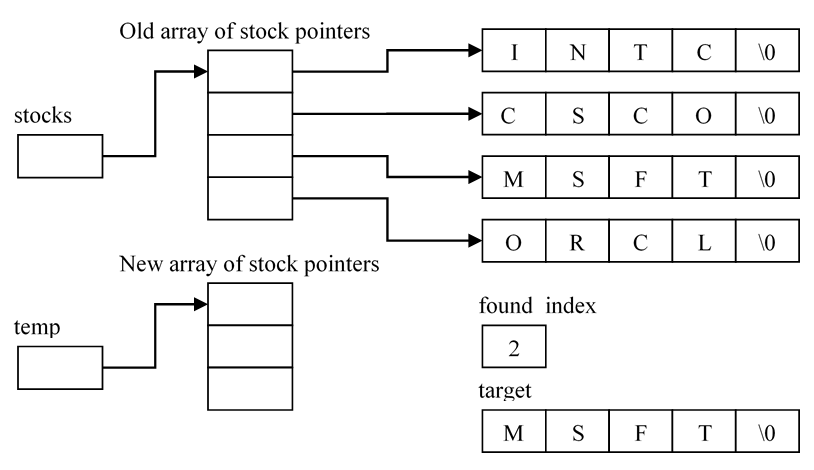 Old array of stock pointers
I N T C \0
stocks
C S C O \0
M S F T \0
O R C L \0
New array of stock pointers
found index
temp
2
target
M S F T \0